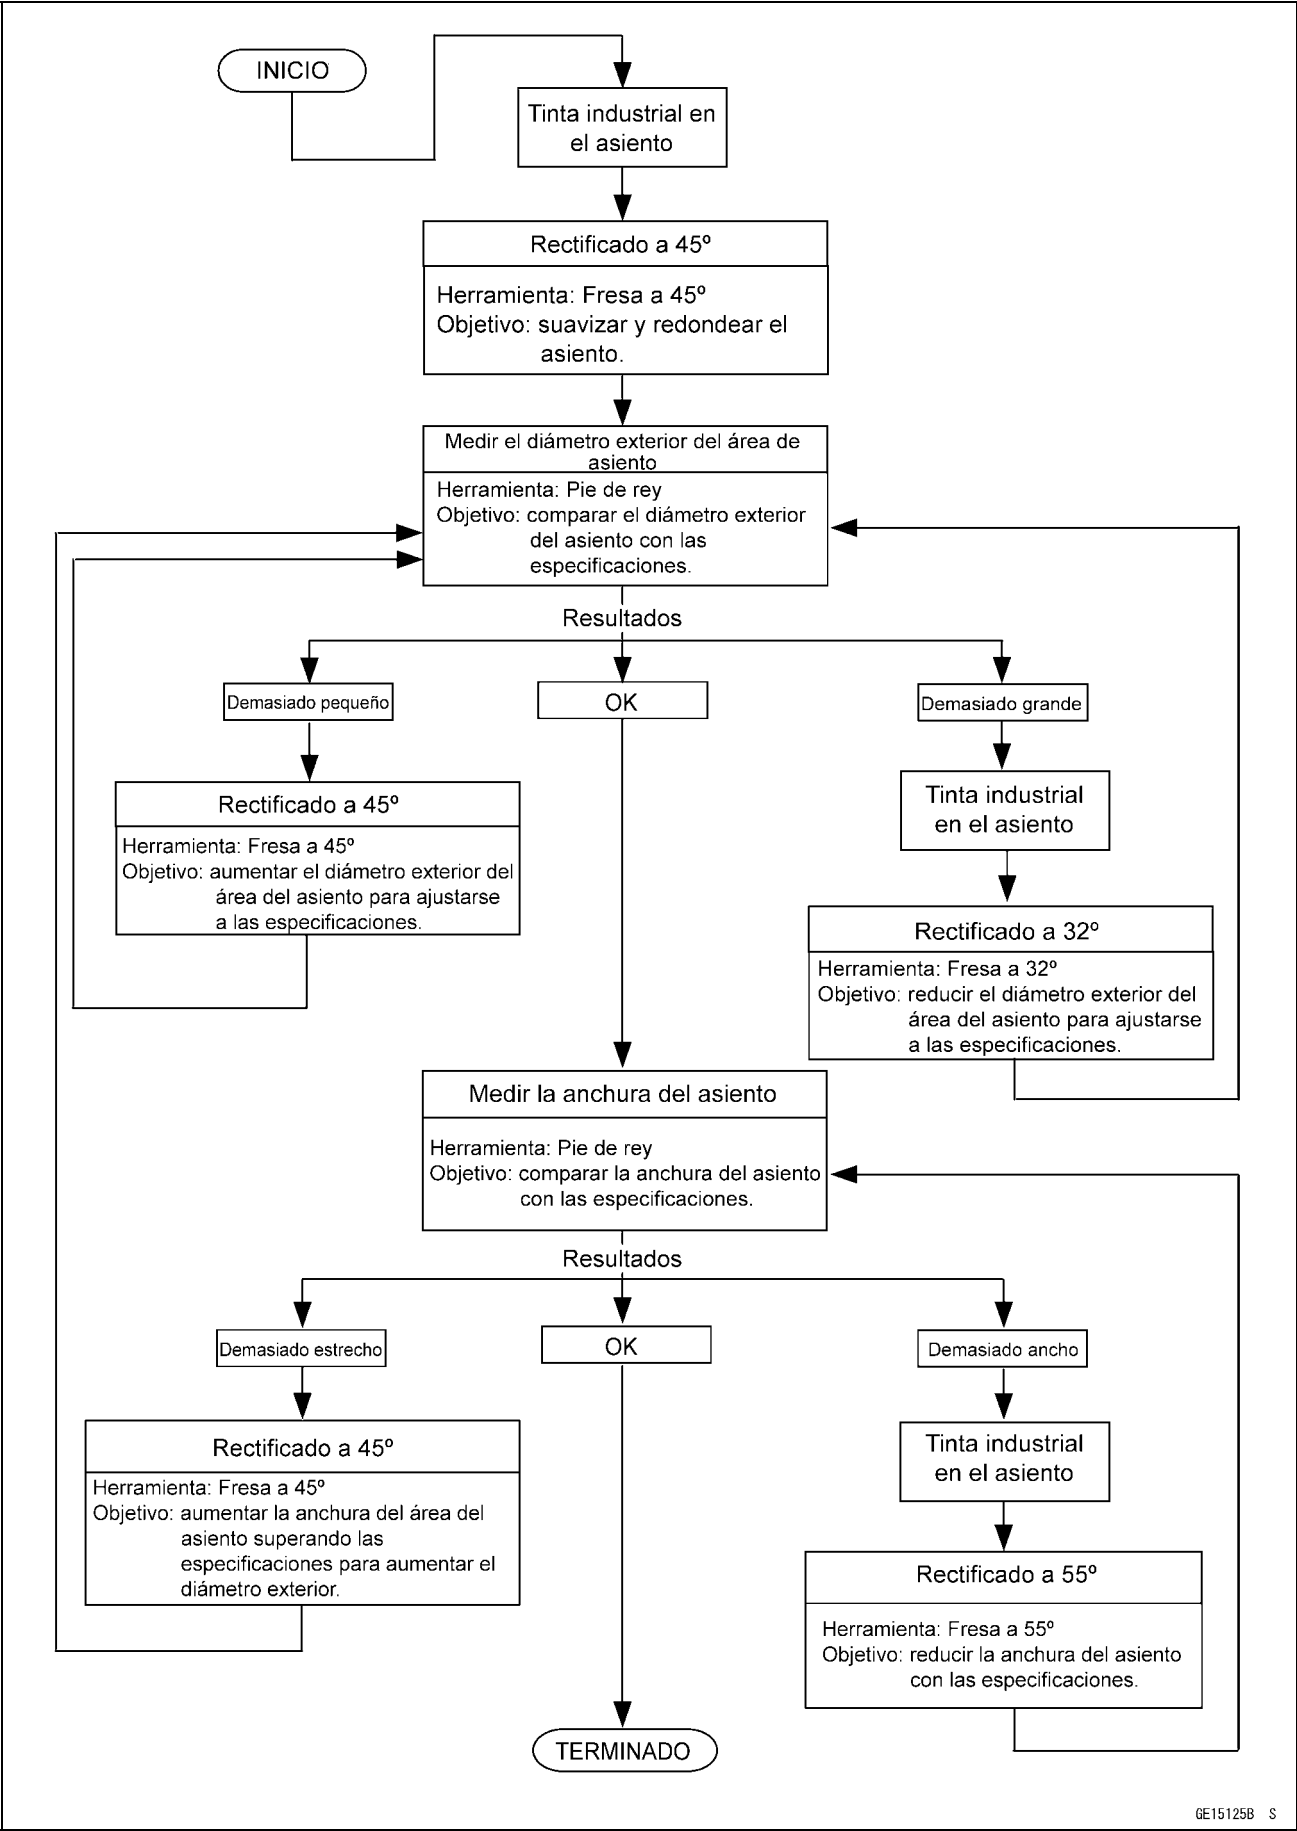 INICIO
Tinta industrial en
el asiento
Rectificado a 45º
Herramienta: Fresa a 45º
Objetivo: suavizar y redondear el
asiento.
Medir el diámetro exterior del área de
asiento
Herramienta: Pie de rey
Objetivo: comparar el diámetro exterior
del asiento con las
especificaciones.
Resultados
Demasiado pequeño
OK
Demasiado grande
Rectificado a 45º
Herramienta: Fresa a 45º
Objetivo: aumentar el diámetro exterior del
área del asiento para ajustarse
a las especificaciones.
Tinta industrial
en el asiento
Rectificado a 32º
Herramienta: Fresa a 32º
Objetivo: reducir el diámetro exterior del
área del asiento para ajustarse
a las especificaciones.
Medir la anchura del asiento
Herramienta: Pie de rey
Objetivo: comparar la anchura del asiento
con las especificaciones.
Resultados
Demasiado estrecho
OK
Demasiado ancho
Rectificado a 45º
Herramienta: Fresa a 45º
Objetivo: aumentar la anchura del área del
asiento superando las
especificaciones para aumentar el
diámetro exterior.
Tinta industrial
en el asiento
Rectificado a 55º
Herramienta: Fresa a 55º
Objetivo: reducir la anchura del asiento
con las especificaciones.
TERMINADO
GE15125B S